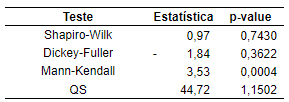 Teste Estatística p-value
Shapiro-Wilk 0,97 0,7430
Dickey-Fuller - 1,84 0,3622
Mann-Kendall 3,53 0,0004
QS 44,72 1,1502